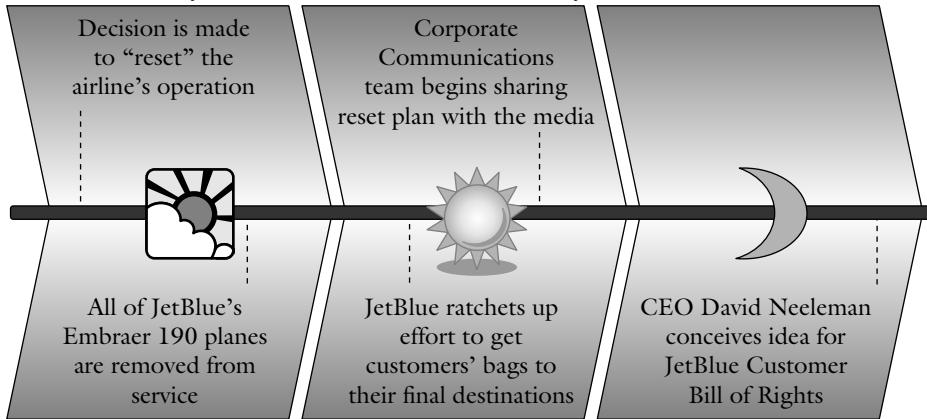 Decision is made
to “reset” the
airline’s operation
Corporate
Communications
team begins sharing
reset plan with the media
All of JetBlue’s
Embraer 190 planes
are removed from
service
JetBlue ratchets up
effort to get
customers’ bags to
their final destinations
CEO David Neeleman
conceives idea for
JetBlue Customer
Bill of Rights